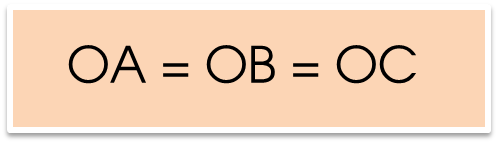 OA = OB = OC